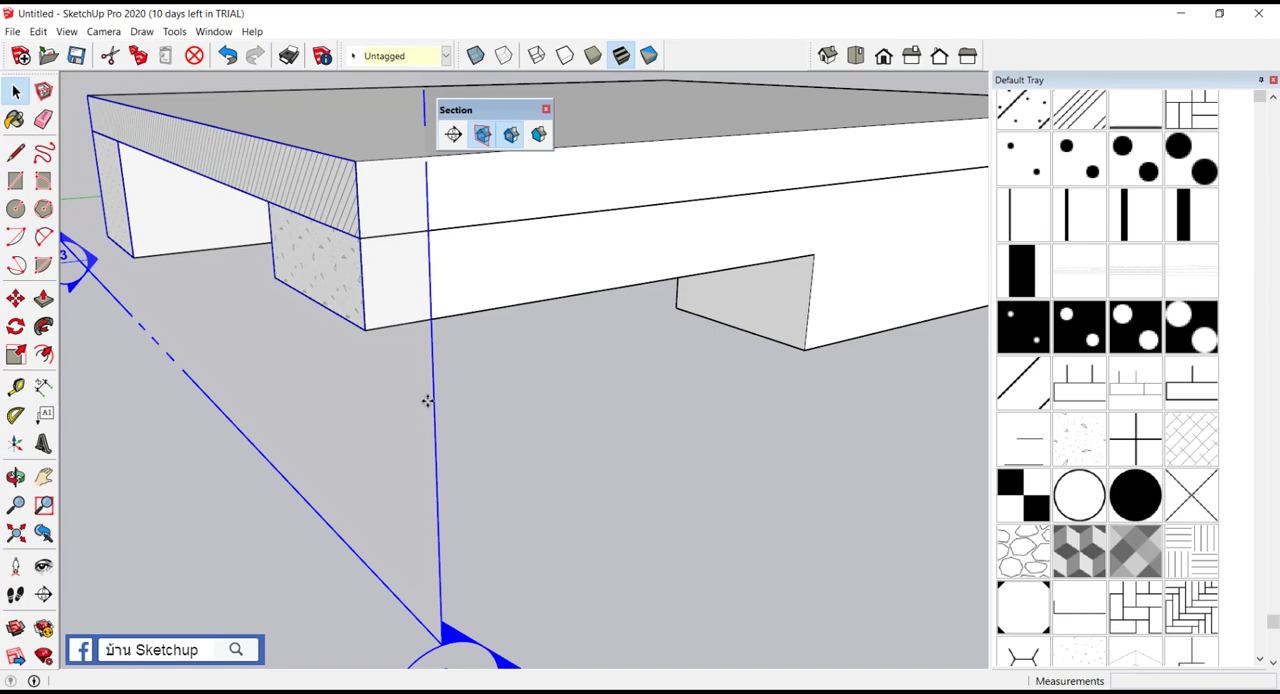 Untitled - SketchUp Pro 2020 (10 days left in TRIAL)
File Edit View Camera Draw Tools Window Help
Untagged
Default Tray
Section
3
A1
f บ้าน Sketchup
Measurements